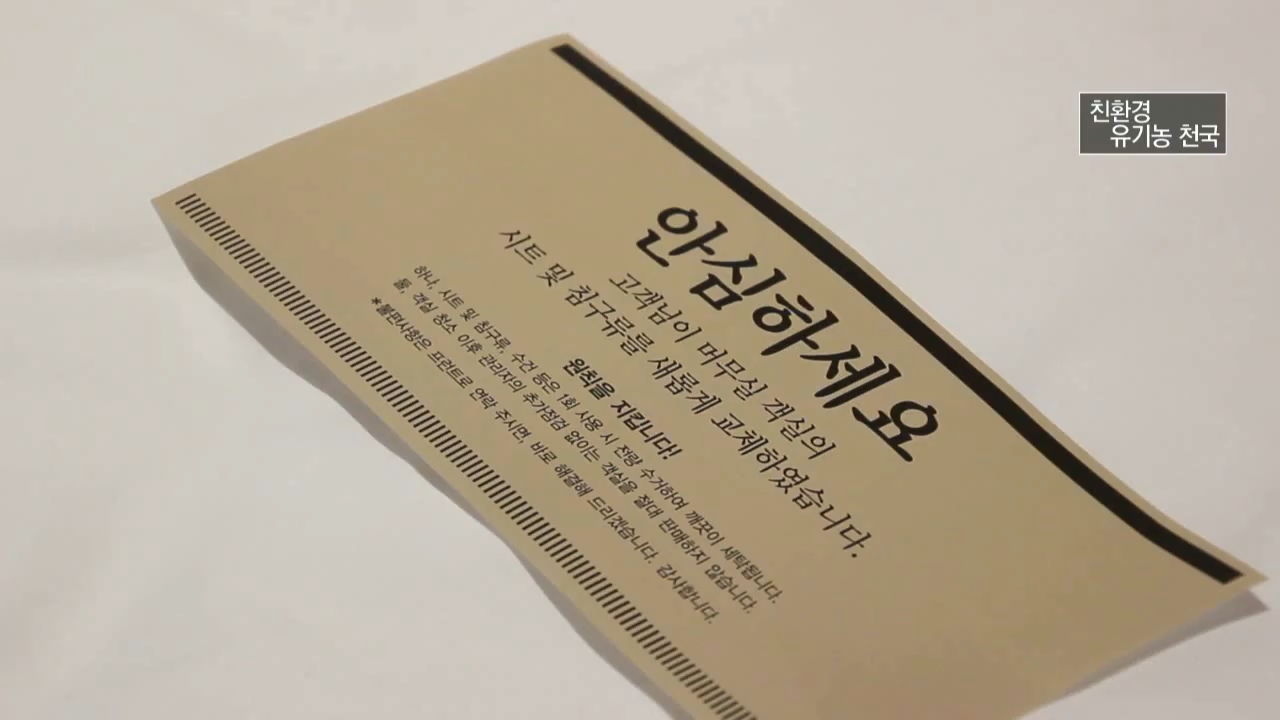 친환경
유기농 천국
안심하세요
고객님이 머무실 객실의
시트 및 침구류를 새롭게 교체하였습니다.
원칙을 지킵니다!
하나, 시트 및 침구류, 수건 등은 1회 사용 시 전량 수거하여 깨끗이 세탁됩니다.
둘, 객실 청소 이후 관리자의 추가점검 없이는 객실을 절대 판매하지 않습니다.
*불편사항은 프런트로 연락 주시면, 바로 해결해 드리겠습니다. 감사합니다.